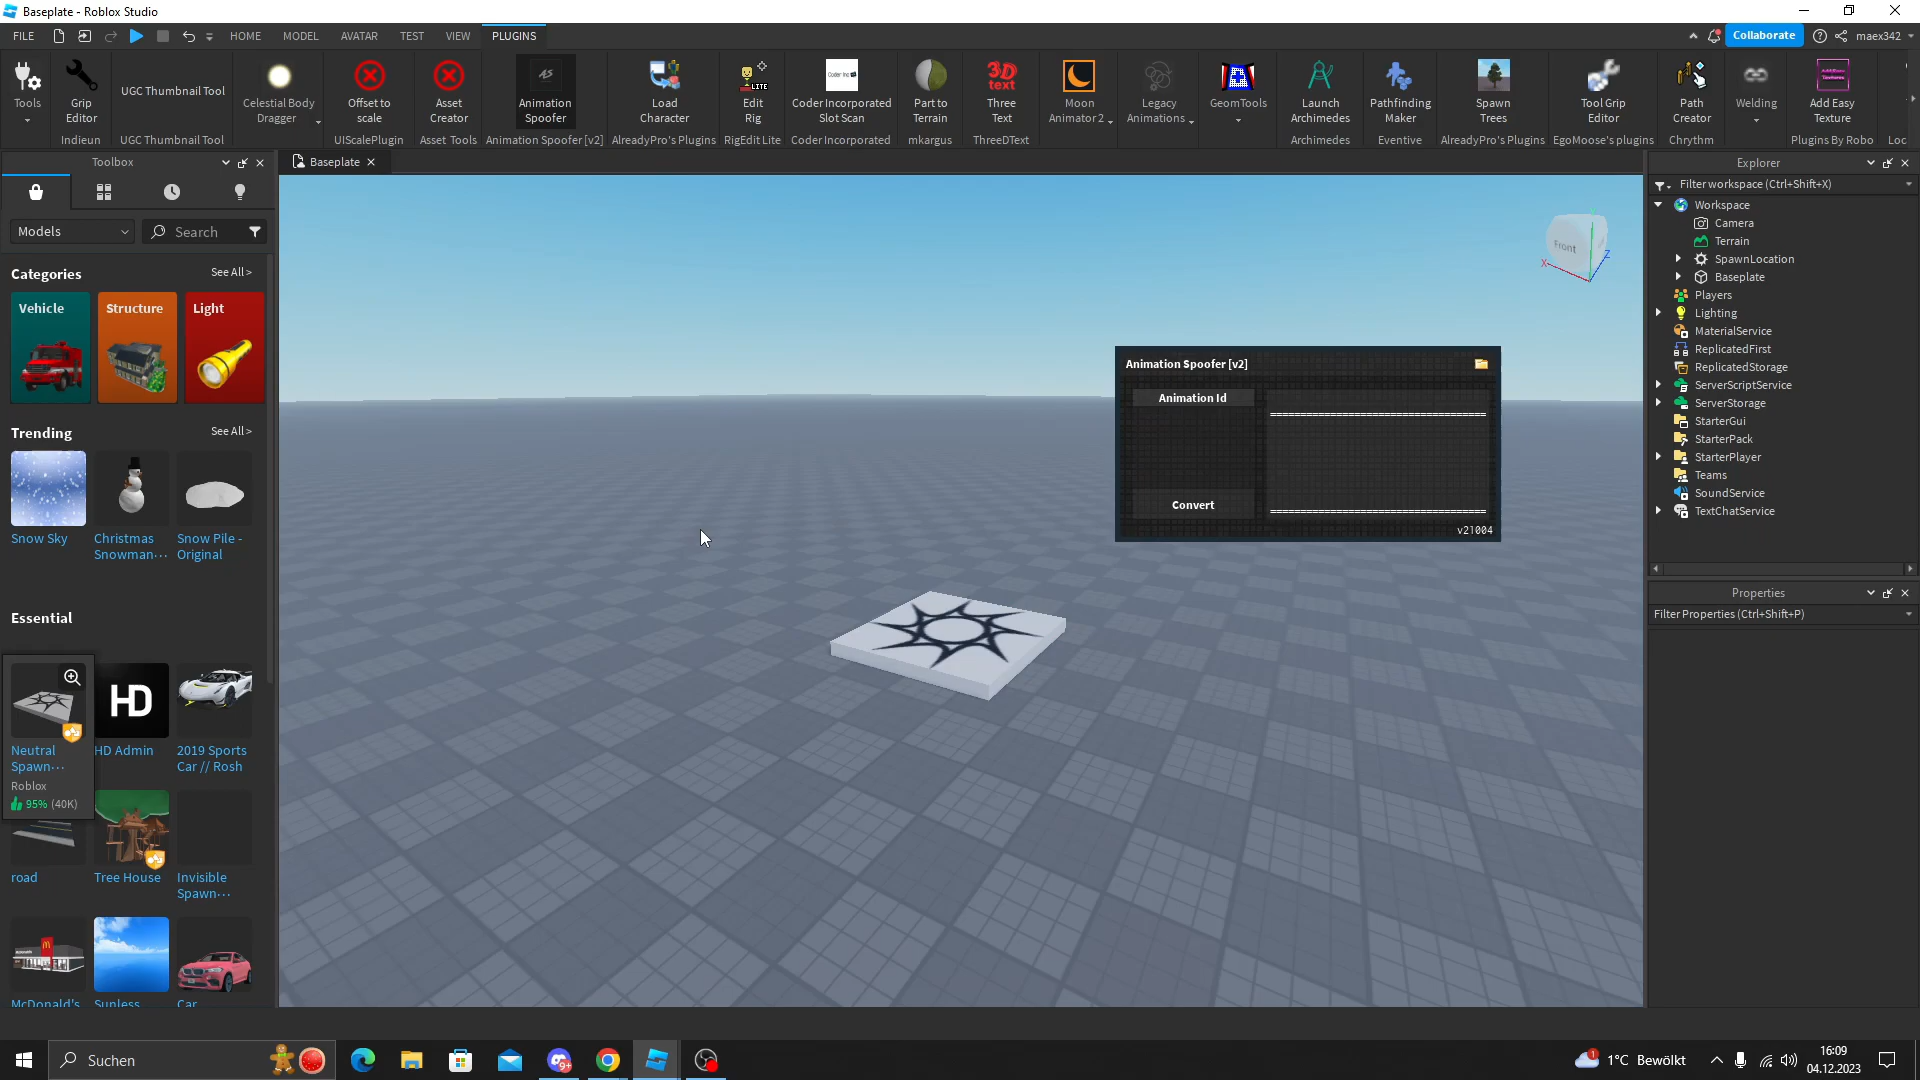 Baseplate - Roblox Studio
FILE HOME MODEL AVATAR TEST VIEW PLUGINS Collaborate maex342
Tools
Grip Editor
Indieun
UGC Thumbnail Tool
UGC Thumbnail Tool
Celestial Body Dragger
Offset to scale
UIScalePlugin
Asset Creator
Asset Tools
AS
Animation Spoofer
Animation Spoofer [v2]
Load Character
AlreadyPro's Plugins
LITE
Edit Rig
RigEdit Lite
Coder Inc
Coder Incorporated Slot Scan
Coder Incorporated
Part to Terrain
mkargus
3D text
Three Text
ThreeDText
Moon Animator 2
Legacy Animations
GeomTools
Launch Archimedes
Archimedes
Pathfinding Maker
Eventive
Spawn Trees
AlreadyPro's Plugins
Tool Grip Editor
EgoMoose's plugins
Path Creator
Chrythm
Welding
Add Easy Texture
Plugins By Robo
Loc
Toolbox
Models
Search
Categories
See All >
Vehicle
Structure
Light
Trending
See All >
Snow Sky
Christmas Snowman···
Snow Pile - Original
Essential
Neutral Spawn···
Roblox
95% (40K)
HD
HD Admin
2019 Sports Car // Rosh
road
Tree House
Invisible Spawn···
McDonald's
Sunless
Car
Baseplate
Front
X
Z
Animation Spoofer [v2]
Animation Id
====================================
Convert
====================================
v21004
Explorer
Filter workspace (Ctrl+Shift+X)
Workspace
Camera
Terrain
SpawnLocation
Baseplate
Players
Lighting
MaterialService
ReplicatedFirst
ReplicatedStorage
ServerScriptService
ServerStorage
StarterGui
StarterPack
StarterPlayer
Teams
SoundService
TextChatService
Properties
Filter Properties (Ctrl+Shift+P)
Suchen
9+
1
1°C Bewölkt
16:09
04.12.2023